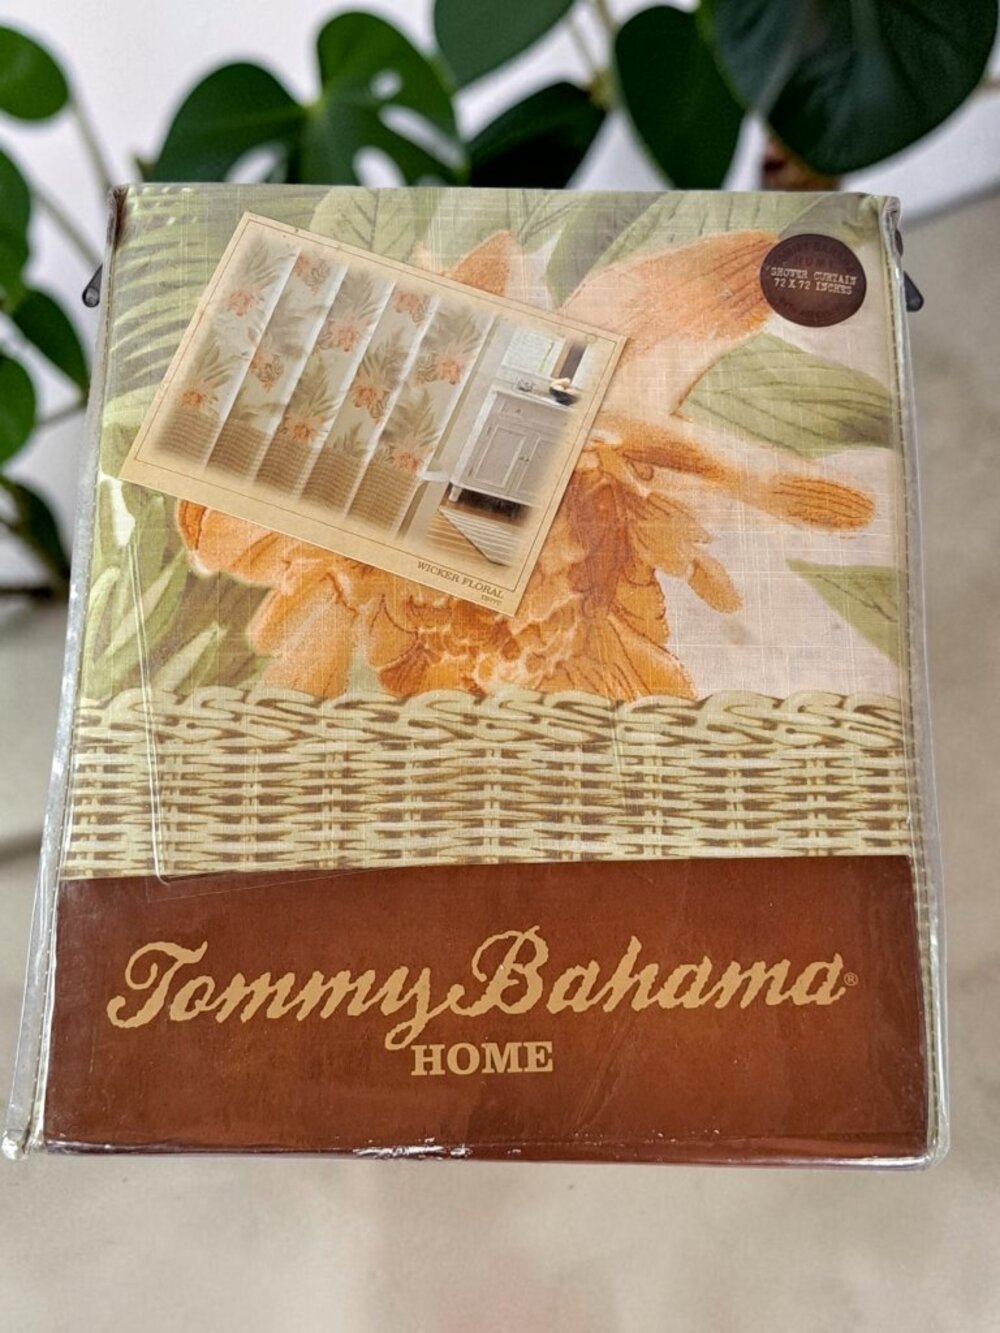 SHOWER CURTAIN
72 X 72 INCHES
WICKER FLORAL
Tommy Bahama®
HOME